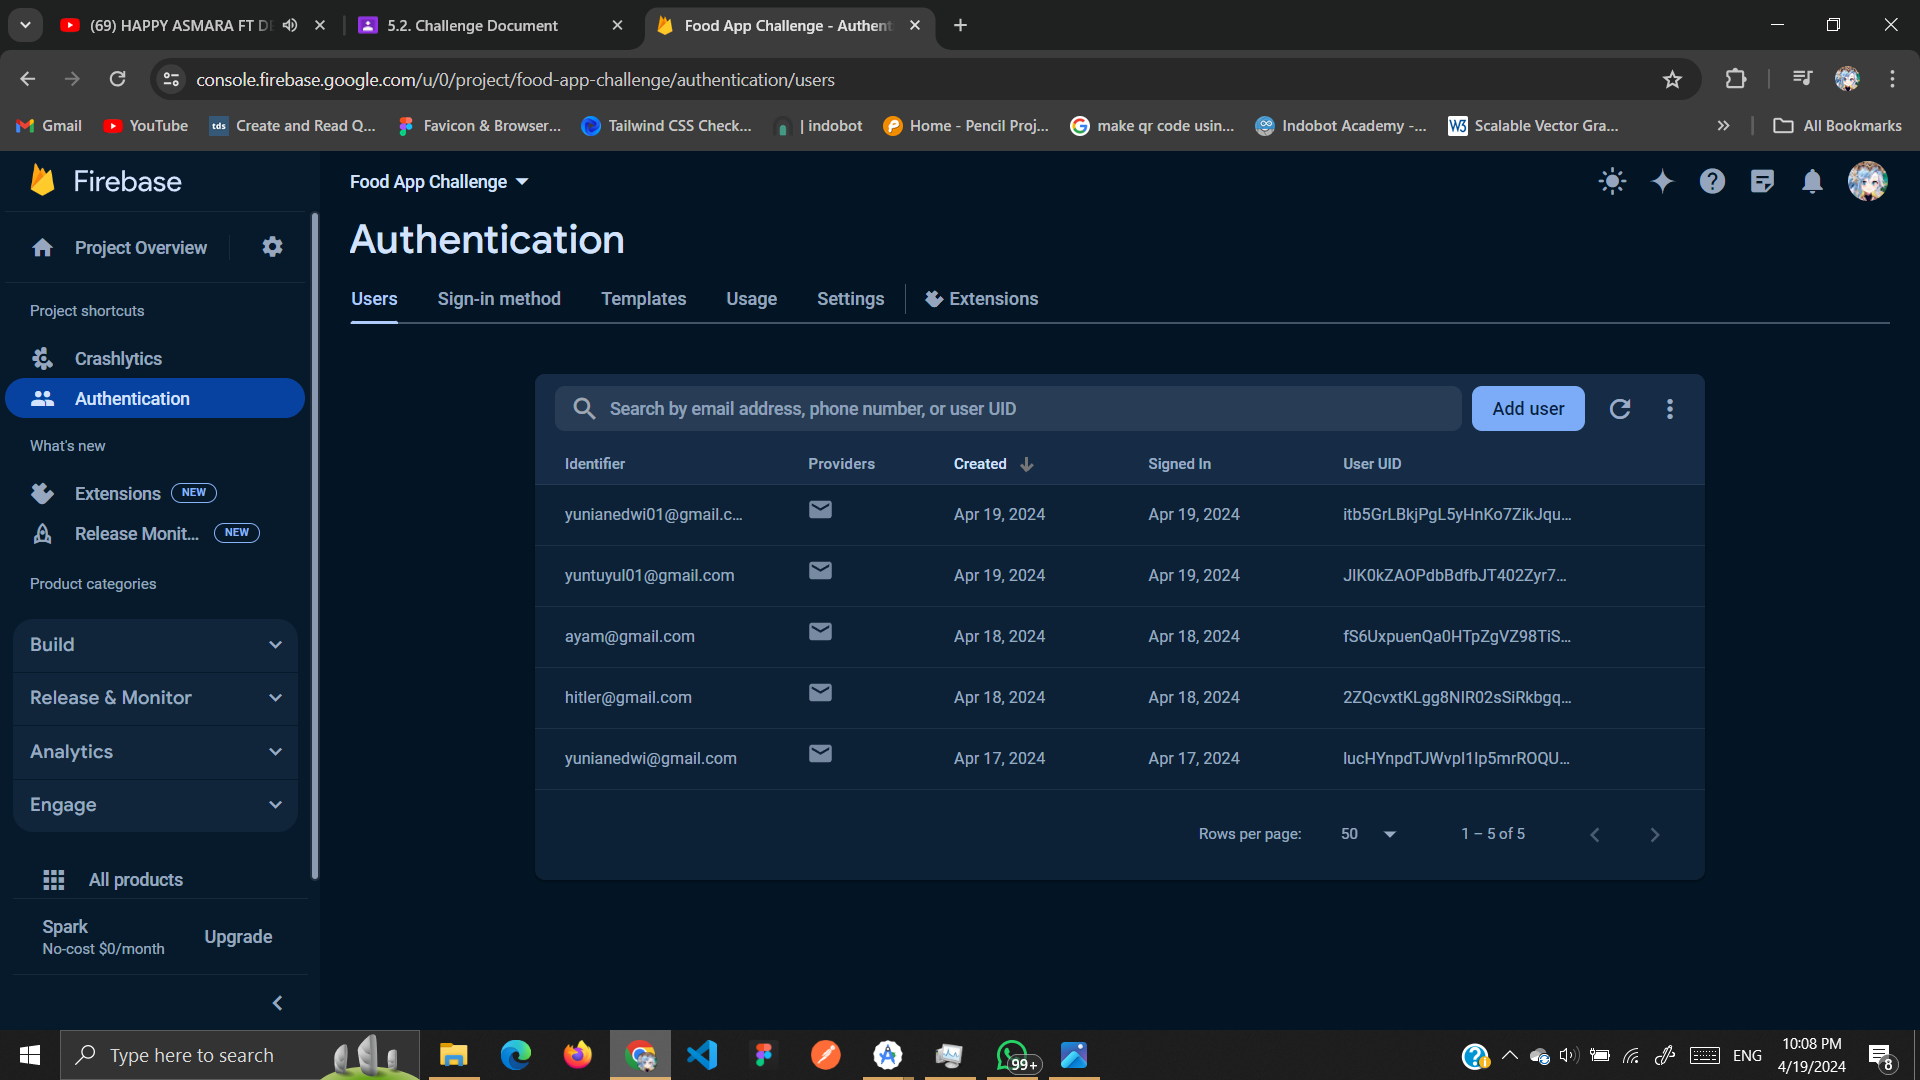 (69) HAPPY ASMARA FT DE
5.2. Challenge Document
Food App Challenge - Authent
console.firebase.google.com/u/0/project/food-app-challenge/authentication/users
Gmail
YouTube
tds
Create and Read Q...
Favicon & Browser...
Tailwind CSS Check...
| indobot
Home - Pencil Proj...
make qr code usin...
Indobot Academy -...
Scalable Vector Gra...
All Bookmarks
Firebase
Food App Challenge
Project Overview
Authentication
Users
Sign-in method
Templates
Usage
Settings
Extensions
Project shortcuts
Crashlytics
Authentication
What's new
Extensions NEW
Release Monit... NEW
Product categories
Build
Release & Monitor
Analytics
Engage
All products
Spark
No-cost $0/month
Upgrade
Search by email address, phone number, or user UID
Add user
Identifier Providers Created Signed In User UID
yunianedwi01@gmail.c... Apr 19, 2024 Apr 19, 2024 itb5GrLBkjPgL5yHnKo7ZikJqu...
yuntuyul01@gmail.com Apr 19, 2024 Apr 19, 2024 JIK0kZAOPdbBdfbJT402Zyr7...
ayam@gmail.com Apr 18, 2024 Apr 18, 2024 fS6UxpuenQa0HTpZgVZ98TiS...
hitler@gmail.com Apr 18, 2024 Apr 18, 2024 2ZQcvxtKLgg8NIR02sSiRkbgq...
yunianedwi@gmail.com Apr 17, 2024 Apr 17, 2024 IucHYnpdTJWvpI1Ip5mrROQU...
Rows per page: 50 1 – 5 of 5
Type here to search
99+
ENG
10:08 PM
4/19/2024
8